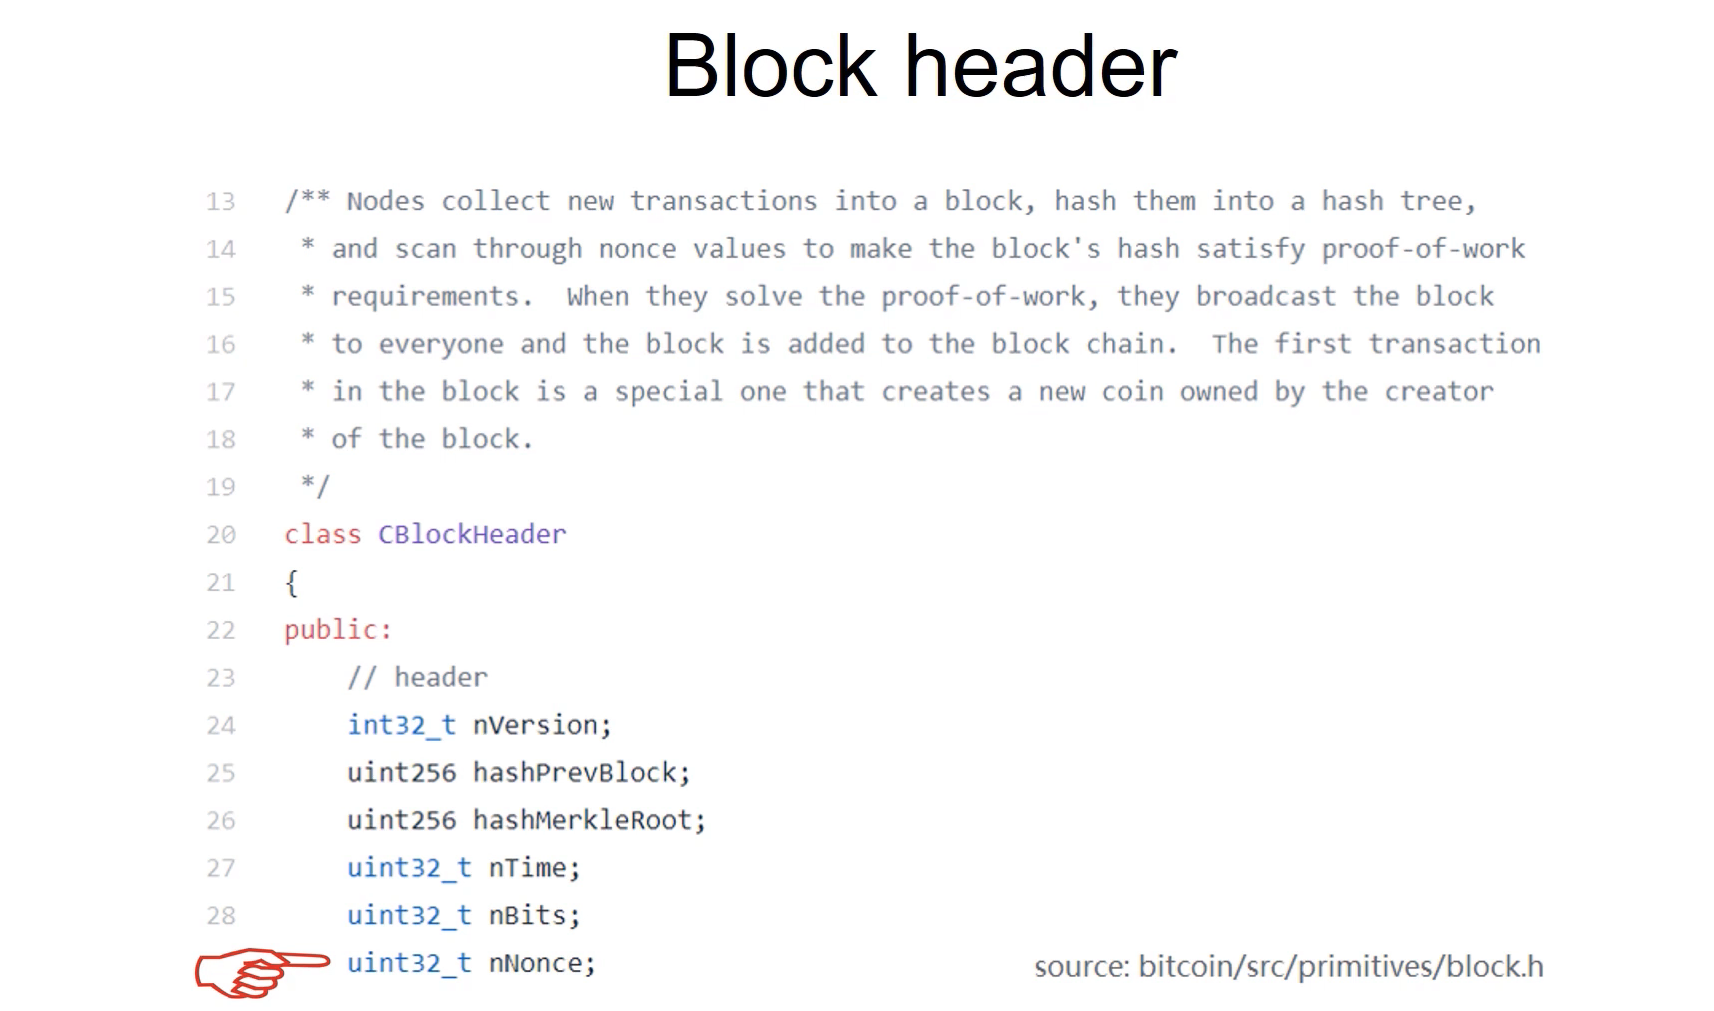 Block header
13 /** Nodes collect new transactions into a block, hash them into a hash tree,
14 * and scan through nonce values to make the block's hash satisfy proof-of-work
15 * requirements.  When they solve the proof-of-work, they broadcast the block
16 * to everyone and the block is added to the block chain.  The first transaction
17 * in the block is a special one that creates a new coin owned by the creator
18 * of the block.
19 */
20 class CBlockHeader
21 {
22 public:
23 // header
24 int32_t nVersion;
25 uint256 hashPrevBlock;
26 uint256 hashMerkleRoot;
27 uint32_t nTime;
28 uint32_t nBits;
uint32_t nNonce;
source: bitcoin/src/primitives/block.h